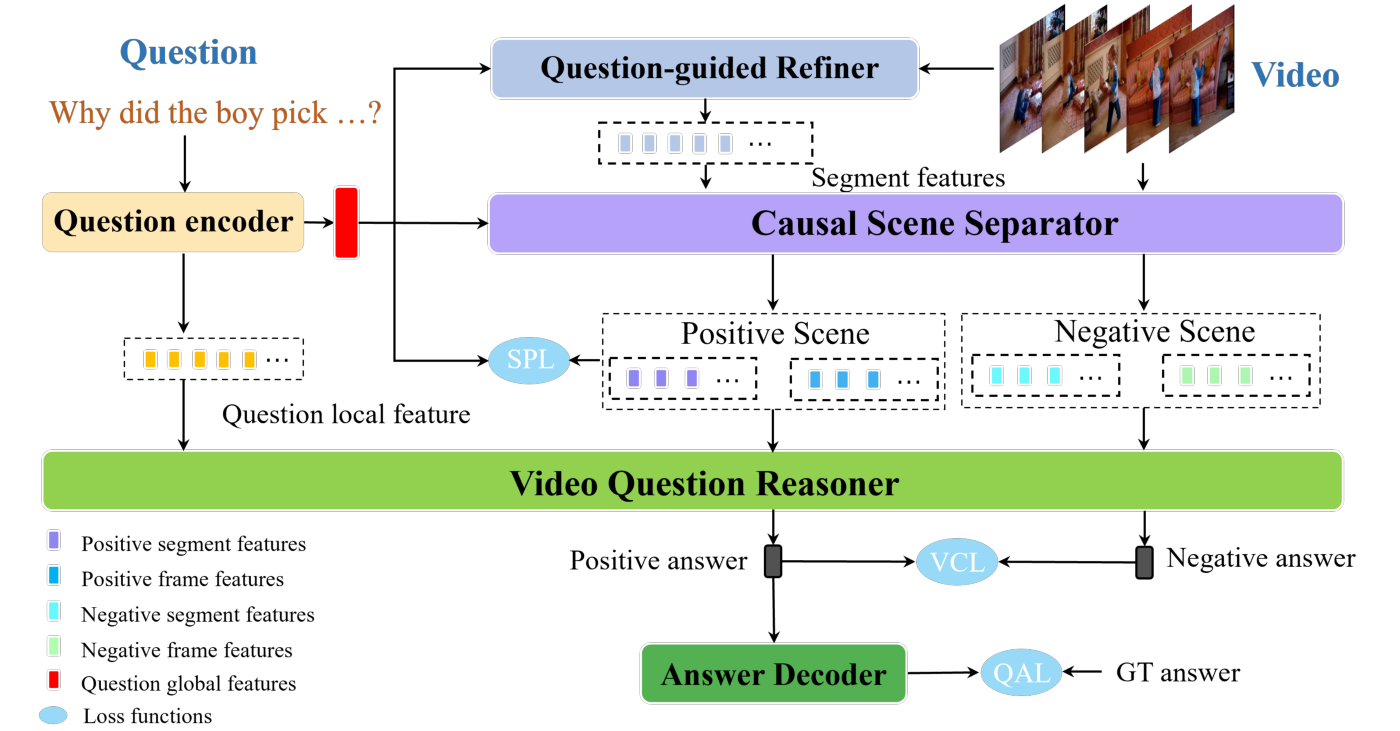 Question
Why did the boy pick …?
Question-guided Refiner
Video
…
Segment features
Question encoder
Causal Scene Separator
Positive Scene
Negative Scene
SPL
…
…
…
…
…
Question local feature
Video Question Reasoner
Positive segment features
Positive frame features
Negative segment features
Negative frame features
Question global features
Loss functions
Positive answer
VCL
Negative answer
Answer Decoder
QAL
GT answer